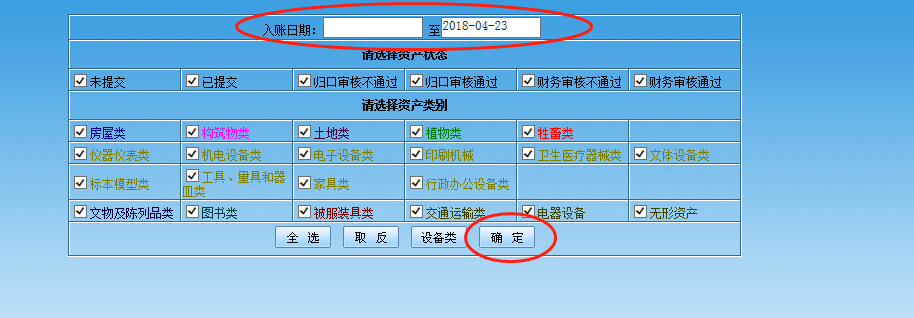 入账日期： 至 2018-04-23
请选择资产状态
未提交 已提交 归口审核不通过 归口审核通过 财务审核不通过 财务审核通过
请选择资产类别
房屋类 构筑物类 土地类 植物类 牲畜类
仪器仪表类 机电设备类 电子设备类 印刷机械 卫生医疗器械类 文体设备类
标本模型类 工具、量具和器皿类 家具类 行政办公设备类
文物及陈列品类 图书类 被服装具类 交通运输类 电器设备 无形资产
全 选 取 反 设备类 确 定